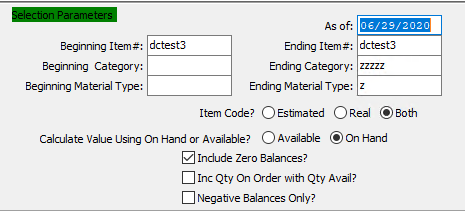 Selection Parameters
As of: 06/29/2020
Beginning Item#: dctest3 Ending Item#: dctest3
Beginning Category: Ending Category: zzzzz
Beginning Material Type: Ending Material Type: z
Item Code? Estimated Real Both
Calculate Value Using On Hand or Available? Available On Hand
Include Zero Balances?
Inc Qty On Order with Qty Avail?
Negative Balances Only?